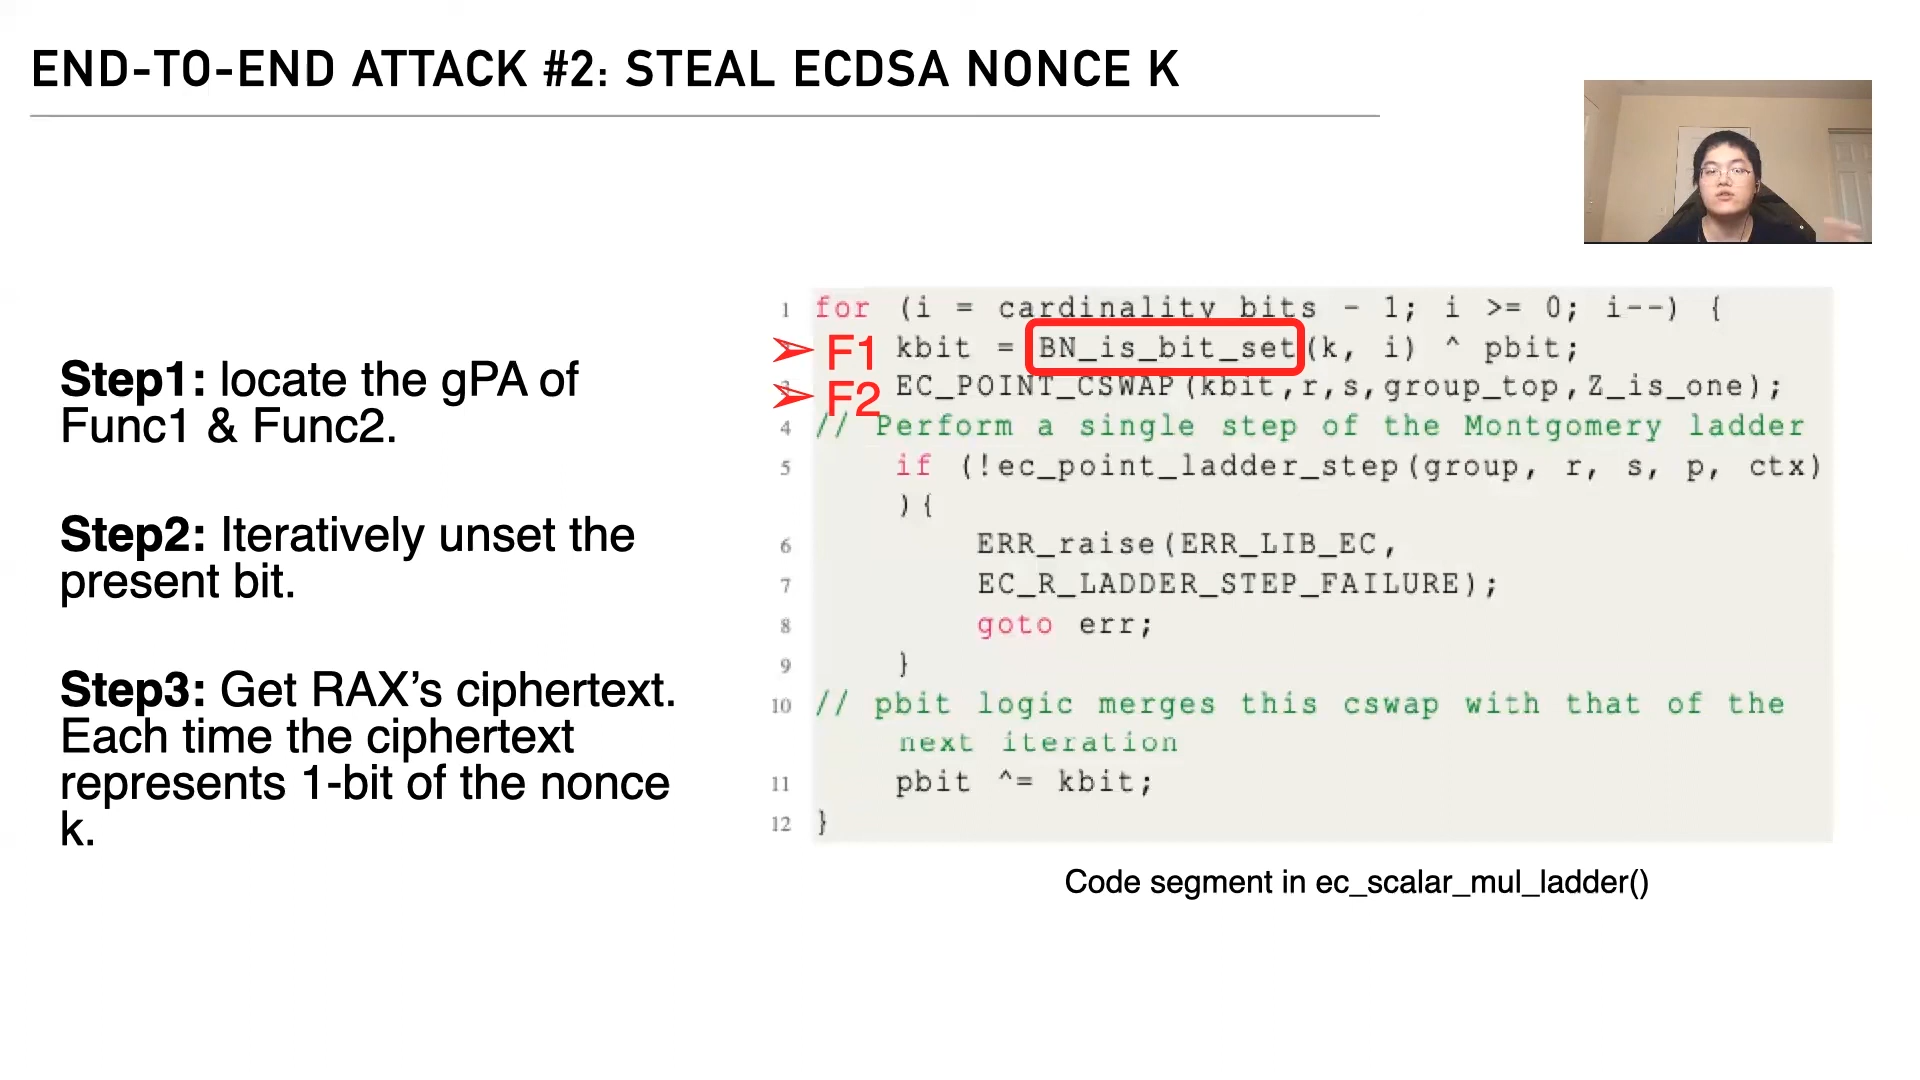 END-TO-END ATTACK #2: STEAL ECDSA NONCE K
Step1: locate the gPA of
Func1 & Func2.
Step2: Iteratively unset the
present bit.
Step3: Get RAX’s ciphertext.
Each time the ciphertext
represents 1-bit of the nonce
k.
1 for (i = cardinality_bits - 1; i >= 0; i--) {
F1 kbit = BN_is_bit_set(k, i) ^ pbit;
F2 EC_POINT_CSWAP(kbit,r,s,group_top,Z_is_one);
4 // Perform a single step of the Montgomery ladder
5 if (!ec_point_ladder_step(group, r, s, p, ctx)
){
6 ERR_raise(ERR_LIB_EC,
7 EC_R_LADDER_STEP_FAILURE);
8 goto err;
9 }
10 // pbit logic merges this cswap with that of the
next iteration
11 pbit ^= kbit;
12 }
Code segment in ec_scalar_mul_ladder()